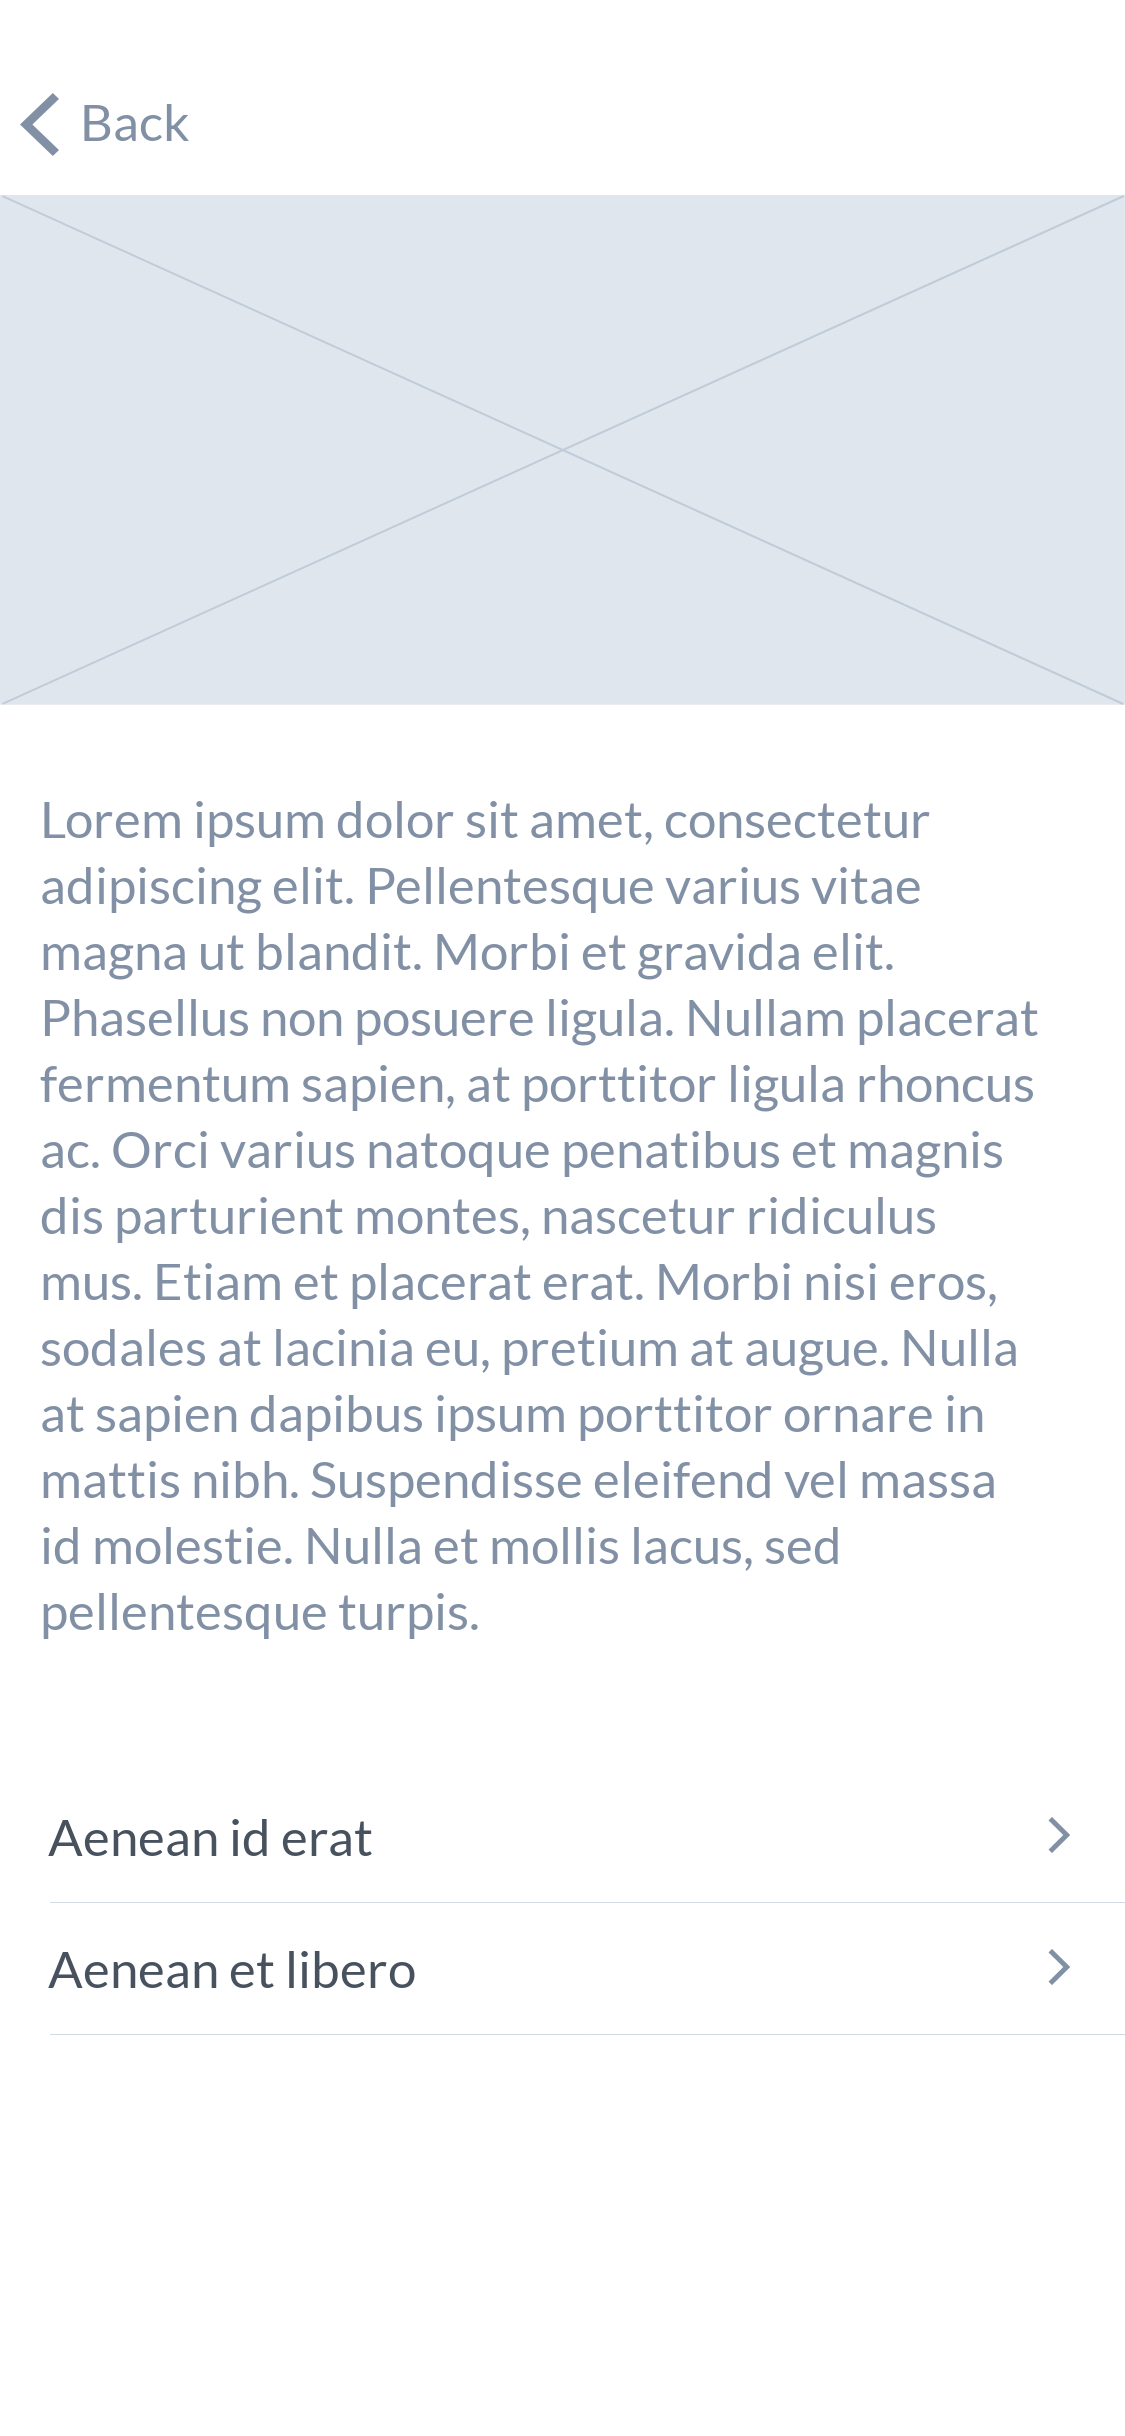 Back
Lorem ipsum dolor sit amet, consectetur
adipiscing elit. Pellentesque varius vitae
magna ut blandit. Morbi et gravida elit.
Phasellus non posuere ligula. Nullam placerat
fermentum sapien, at porttitor ligula rhoncus
ac. Orci varius natoque penatibus et magnis
dis parturient montes, nascetur ridiculus
mus. Etiam et placerat erat. Morbi nisi eros,
sodales at lacinia eu, pretium at augue. Nulla
at sapien dapibus ipsum porttitor ornare in
mattis nibh. Suspendisse eleifend vel massa
id molestie. Nulla et mollis lacus, sed
pellentesque turpis.
Aenean id erat
Aenean et libero